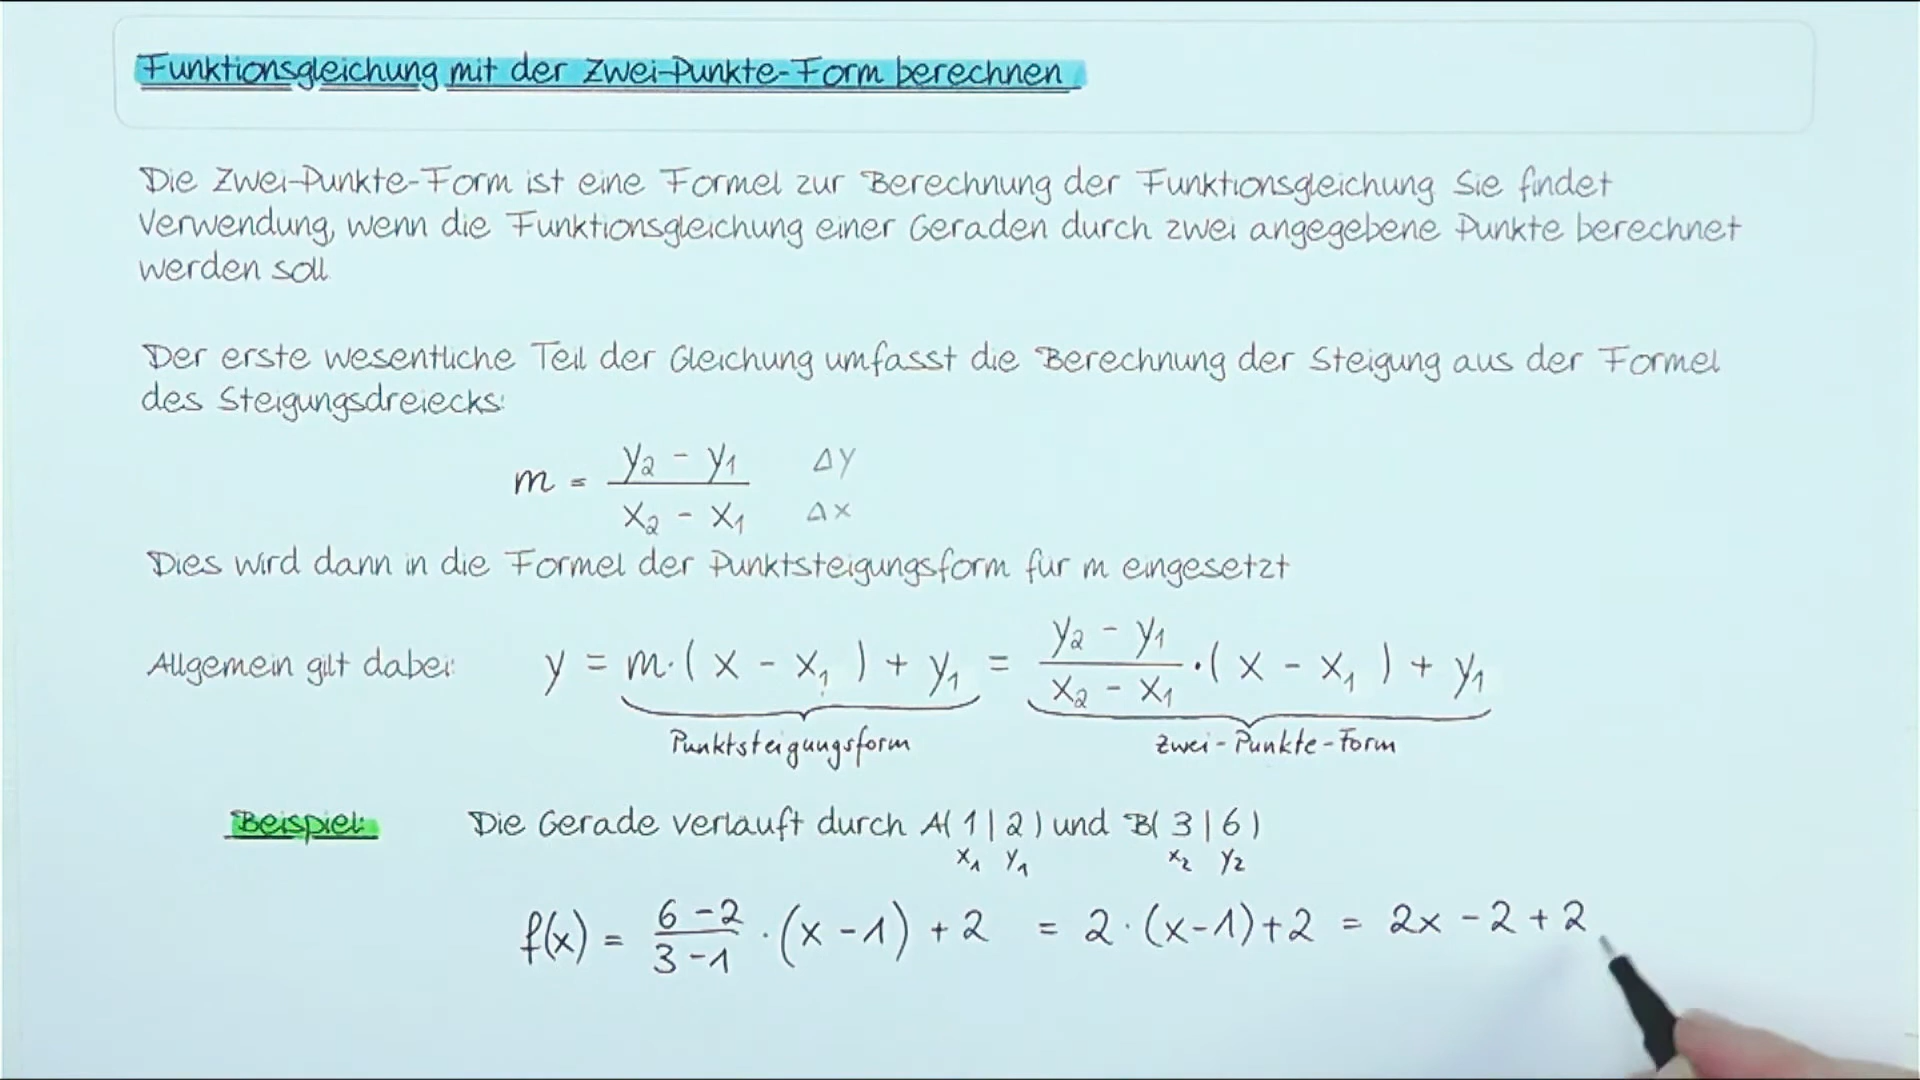 Funktionsgleichung mit der Zwei-Punkte-Form berechnen
Die Zwei-Punkte-Form ist eine Formel zur Berechnung der Funktionsgleichung Sie findet
Verwendung, wenn die Funktionsgleichung einer Geraden durch zwei angegebene Punkte berechnet
werden soll
Der erste wesentliche Teil der Gleichung umfasst die Berechnung der Steigung aus der Formel
des Steigungsdreiecks:
m = (y₂ - y₁)/(x₂ - x₁) Δy Δx
Dies wird dann in die Formel der Punktsteigungsform für m eingesetzt
Allgemein gilt dabei: y = m·( x - x₁ ) + y₁ = (y₂ - y₁)/(x₂ - x₁) ·( x - x₁ ) + y₁
Punktsteigungsform Zwei-Punkte-Form
Beispiel: Die Gerade verläuft durch A( 1 | 2 ) und B( 3 | 6 )
x₁ y₁ x₂ y₂
f(x) = (6-2)/(3-1) · (x-1) + 2 = 2·(x-1)+2 = 2x - 2 + 2